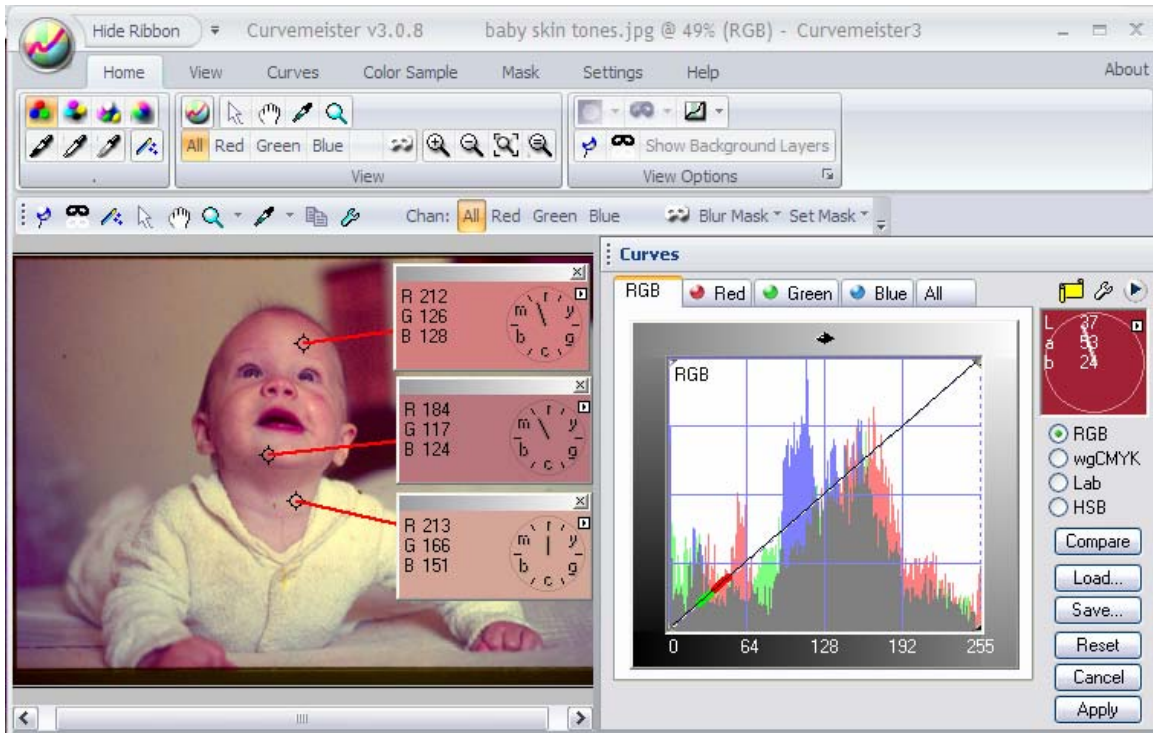 Hide Ribbon Curvemeister v3.0.8 baby skin tones.jpg @ 49% (RGB) - Curvemeister3
Home View Curves Color Sample Mask Settings Help About
All Red Green Blue
Show Background Layers
. View View Options
Chan: All Red Green Blue Blur Mask Set Mask
Curves
RGB Red Green Blue All
R 212
G 126
B 128
m r y
b c g
R 184
G 117
B 124
m r y
b c g
R 213
G 166
B 151
m r y
b c g
RGB
0 64 128 192 255
L 37
a 53
b 24
RGB
wgCMYK
Lab
HSB
Compare
Load...
Save...
Reset
Cancel
Apply